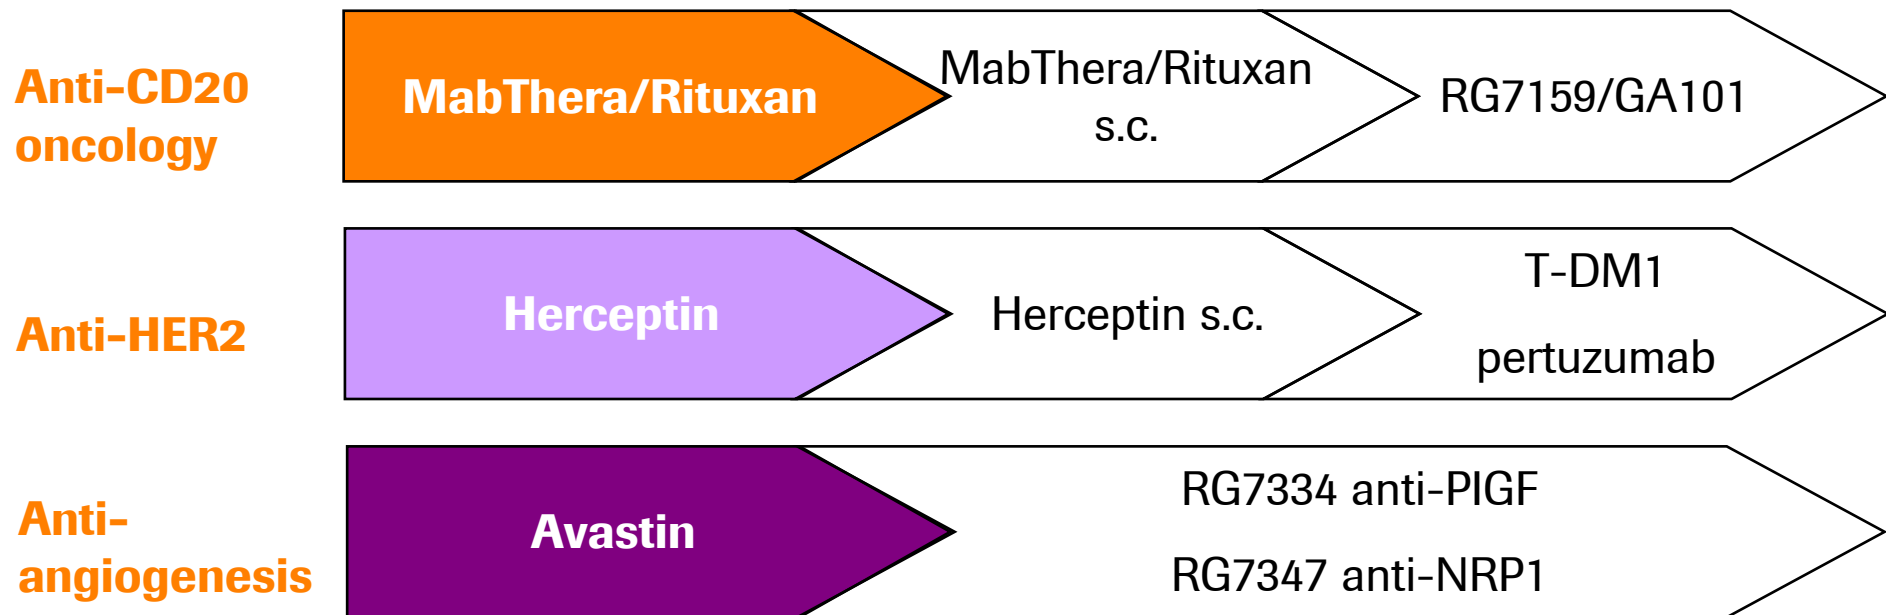 Anti-CD20
oncology
MabThera/Rituxan
MabThera/Rituxan
s.c.
RG7159/GA101
Anti-HER2
Herceptin
Herceptin s.c.
T-DM1
pertuzumab
Anti-
angiogenesis
Avastin
RG7334 anti-PIGF
RG7347 anti-NRP1